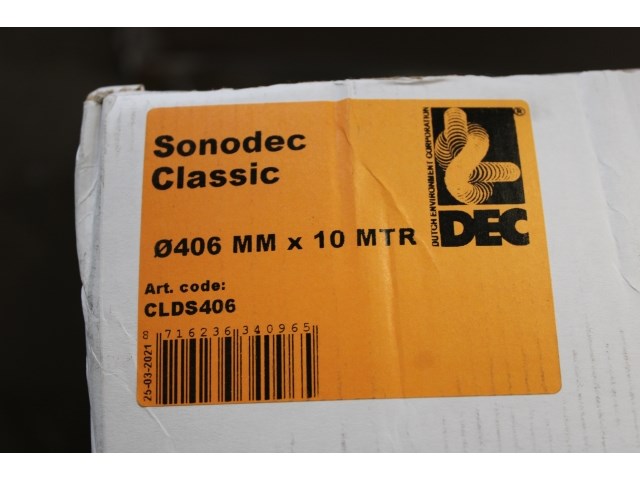 Sonodec
Classic
Ø406 MM x 10 MTR
Art. code:
CLDS406
8 716236 340965
25-03-2021
DUTCH ENVIRONMENT CORPORATION
DEC
®